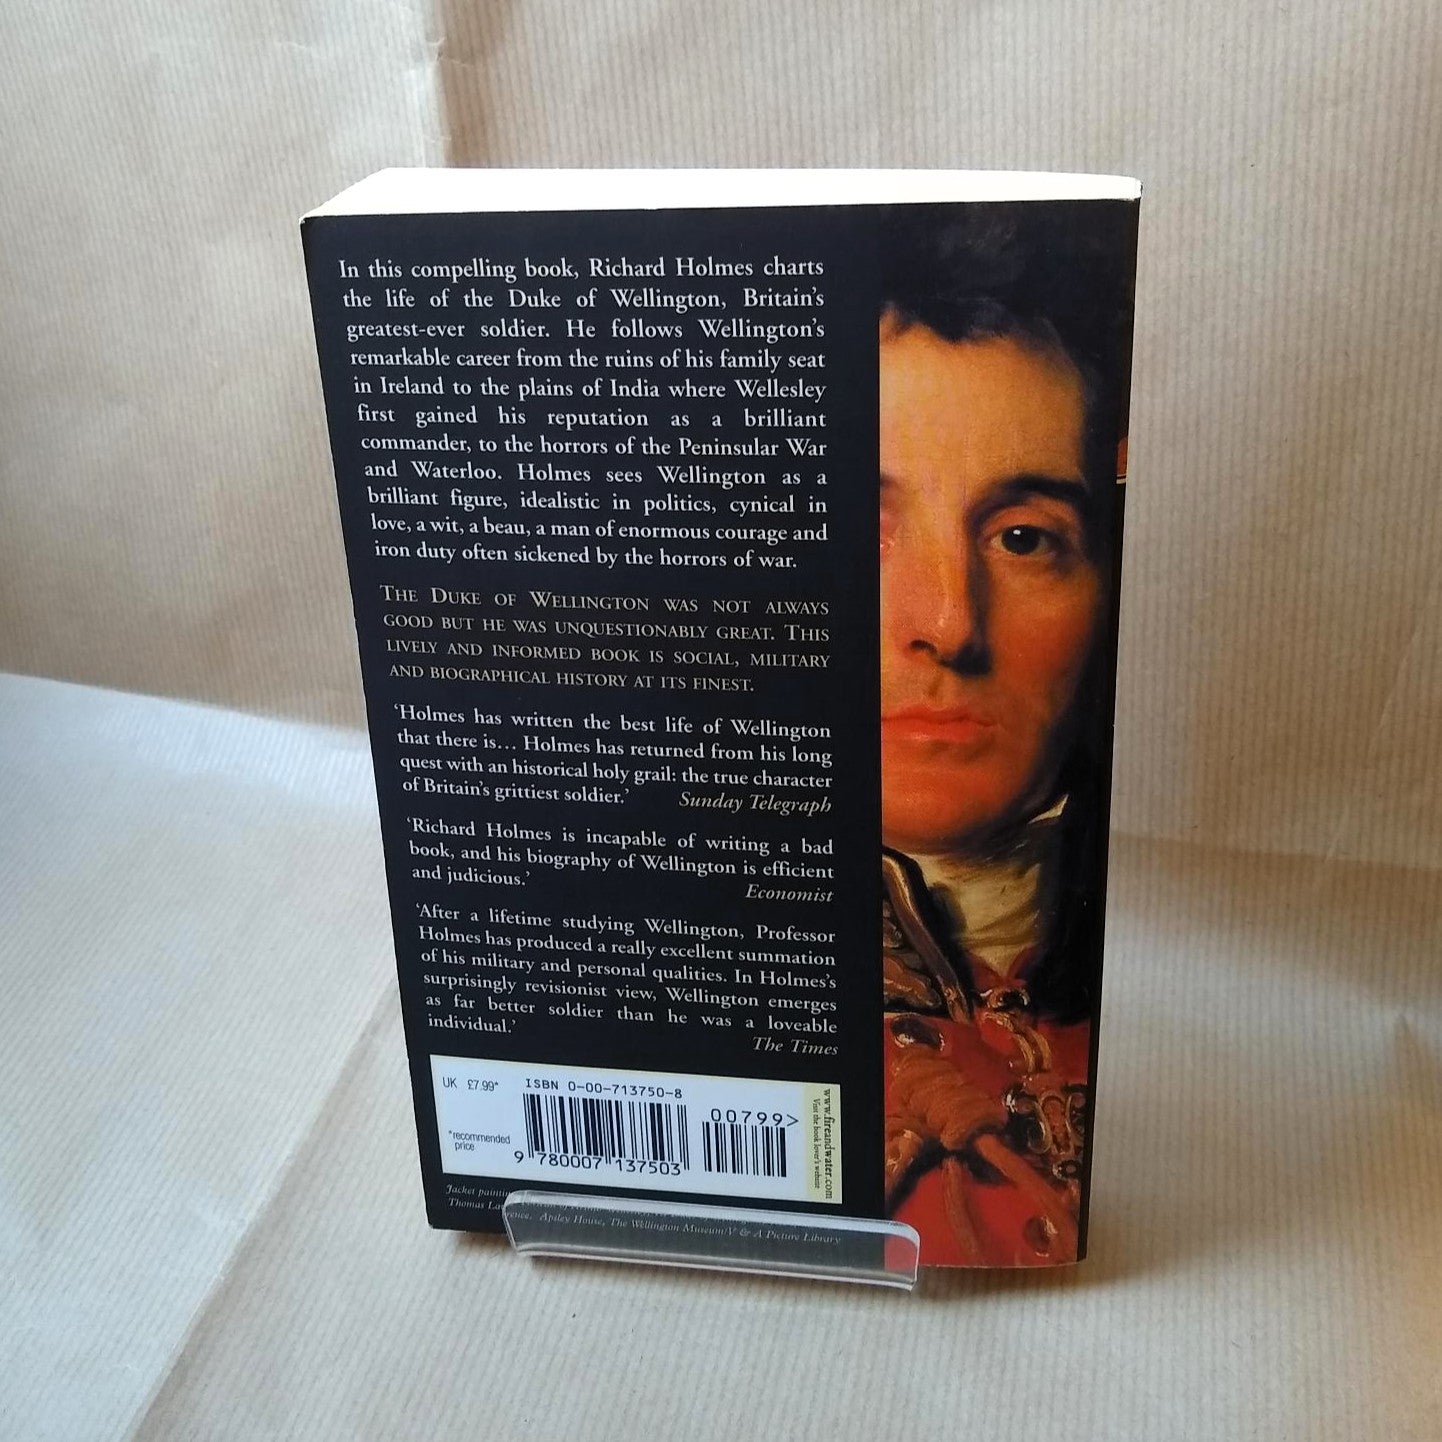 In this compelling book, Richard Holmes charts
the life of the Duke of Wellington, Britain's
greatest-ever soldier. He follows Wellington's
remarkable career from the ruins of his family seat
in Ireland to the plains of India where Wellesley
first gained his reputation as a brilliant
commander, to the horrors of the Peninsular War
and Waterloo. Holmes sees Wellington as a
brilliant figure, idealistic in politics, cynical in
love, a wit, a beau, a man of enormous courage and
iron duty often sickened by the horrors of war.
THE DUKE OF WELLINGTON WAS NOT ALWAYS
GOOD BUT HE WAS UNQUESTIONABLY GREAT. THIS
LIVELY AND INFORMED BOOK IS SOCIAL, MILITARY
AND BIOGRAPHICAL HISTORY AT ITS FINEST.
'Holmes has written the best life of Wellington
that there is... Holmes has returned from his long
quest with an historical holy grail: the true character
of Britain's grittiest soldier.' Sunday Telegraph
'Richard Holmes is incapable of writing a bad
book, and his biography of Wellington is efficient
and judicious.' Economist
'After a lifetime studying Wellington, Professor
Holmes has produced a really excellent summation
of his military and personal qualities. In Holmes's
surprisingly revisionist view, Wellington emerges
as far better soldier than he was a loveable
individual.'
The Times
UK £7.99*
*recommended
price
ISBN 0-00-713750-8
00799>
9 780007 137503
www.fireandwater.com
Visit the book lover's website
Jacket painting
Thomas
Apsley House, The Wellington Museum/V & A Picture Library